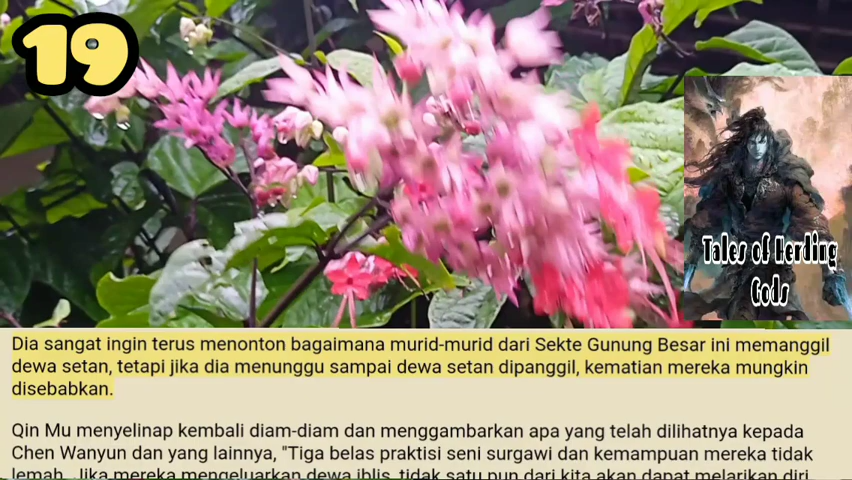 19
Tales of Herding
Gods
Dia sangat ingin terus menonton bagaimana murid-murid dari Sekte Gunung Besar ini memanggil
dewa setan, tetapi jika dia menunggu sampai dewa setan dipanggil, kematian mereka mungkin
disebabkan.
Qin Mu menyelinap kembali diam-diam dan menggambarkan apa yang telah dilihatnya kepada
Chen Wanyun dan yang lainnya, "Tiga belas praktisi seni surgawi dan kemampuan mereka tidak
lemah. Jika mereka mengeluarkan dewa iblis, tidak satu pun dari kita akan dapat melarikan diri